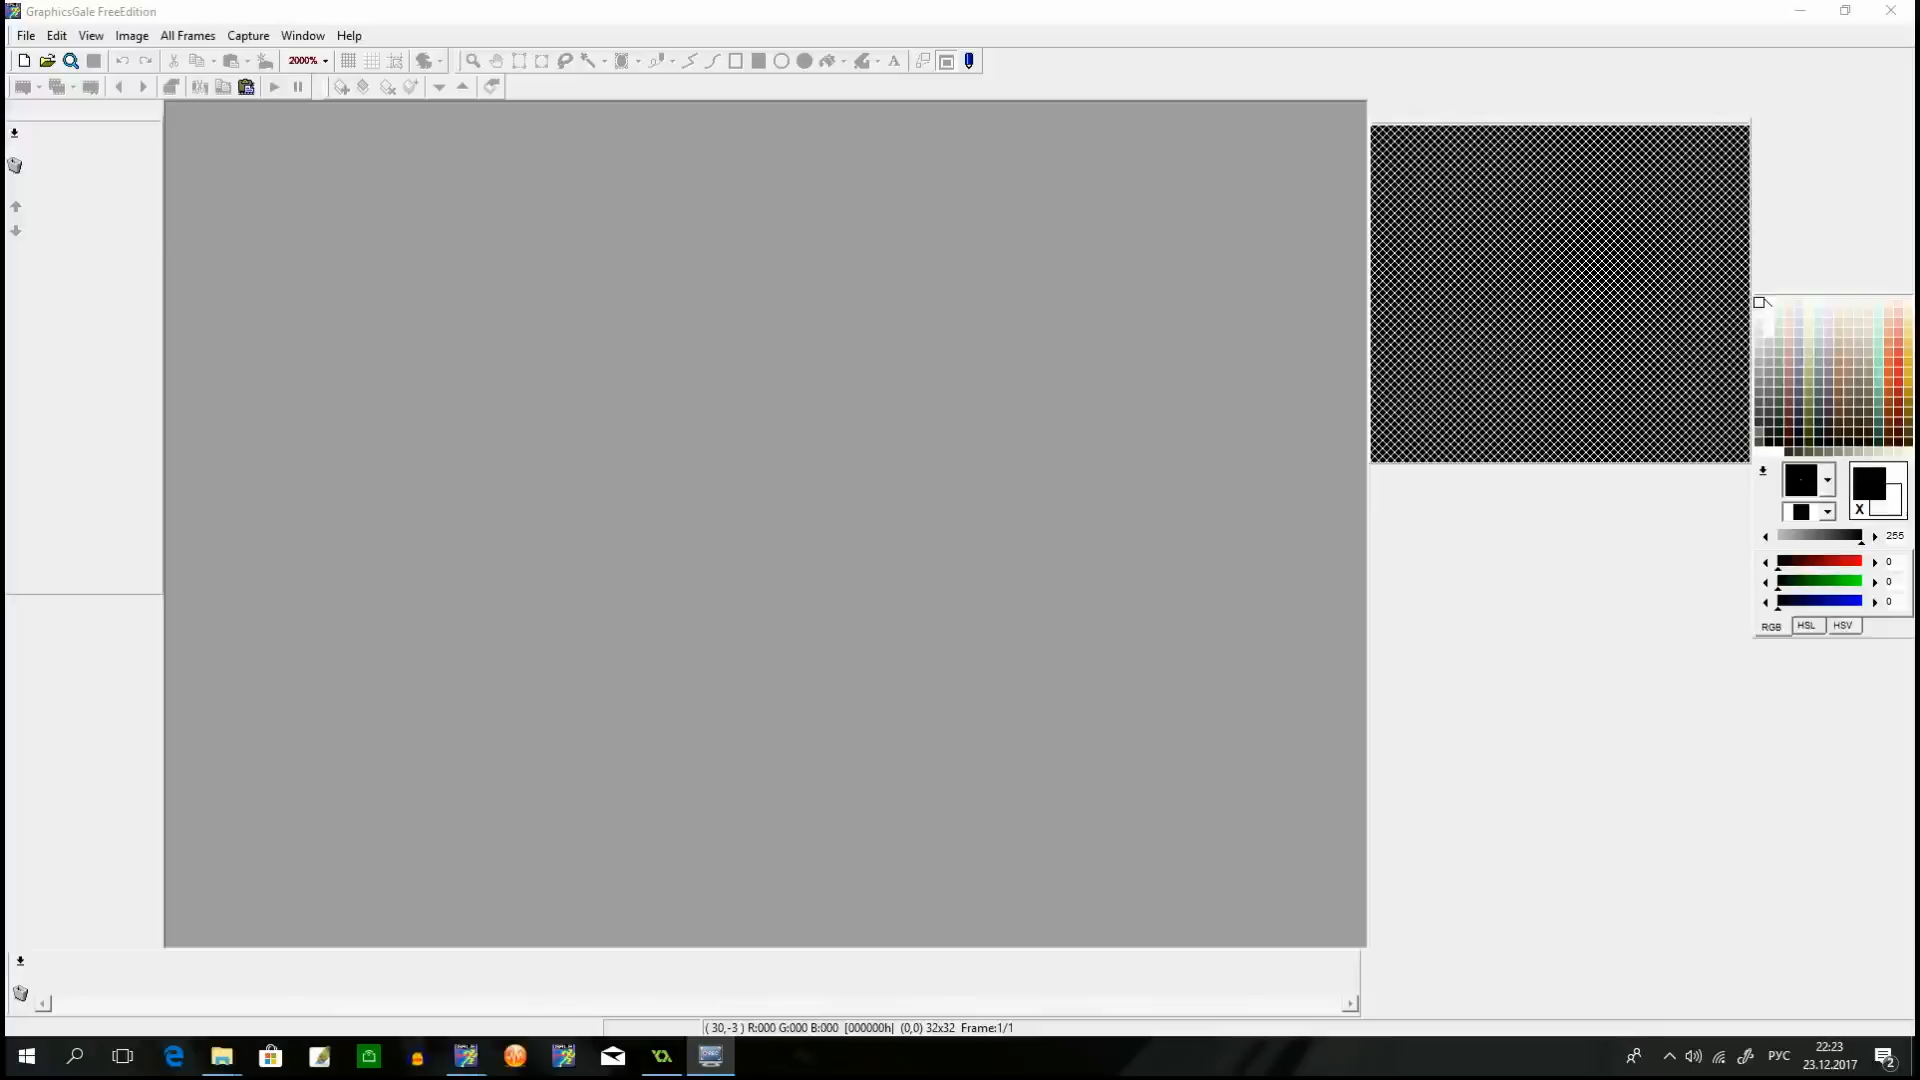 GraphicsGale FreeEdition
File Edit View Image All Frames Capture Window Help
2000%
A
X
255
0
0
0
RGB HSL HSV
( 30,-3 ) R:000 G:000 B:000 [000000h] (0,0) 32x32 Frame:1/1
РУС
22:23
23.12.2017
2